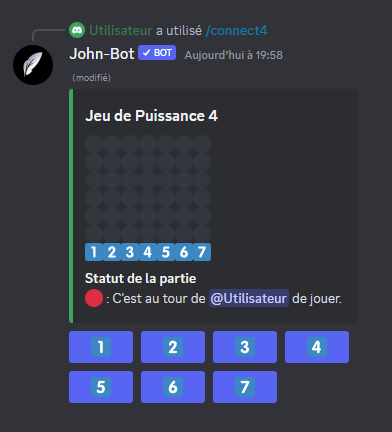 Utilisateur a utilisé /connect4
John-Bot ✓ BOT Aujourd'hui à 19:58
(modifié)
Jeu de Puissance 4
1 2 3 4 5 6 7
Statut de la partie
: C'est au tour de @Utilisateur de jouer.
1 2 3 4
5 6 7